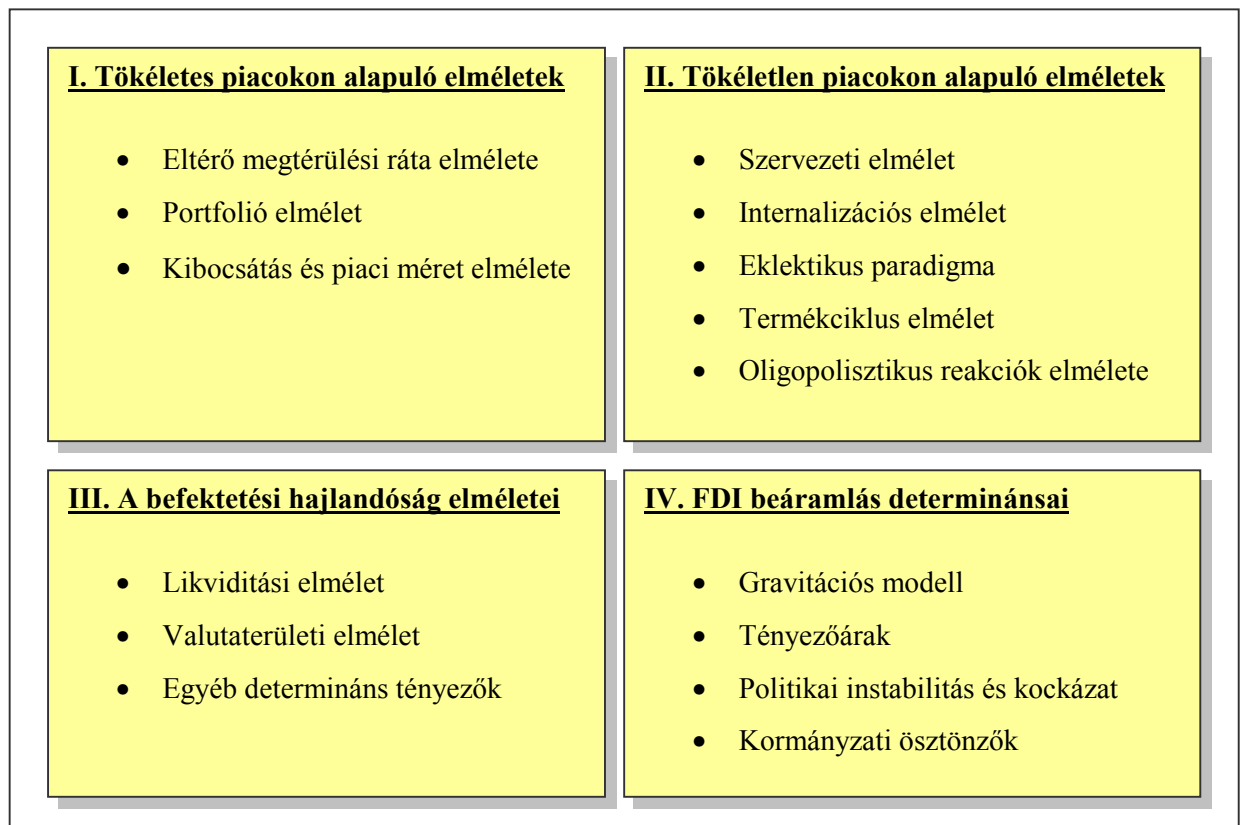 I. Tökéletes piacokon alapuló elméletek
• Eltérő megtérülési ráta elmélete
• Portfolió elmélet
• Kibocsátás és piaci méret elmélete
II. Tökéletlen piacokon alapuló elméletek
• Szervezeti elmélet
• Internalizációs elmélet
• Eklektikus paradigma
• Termékciklus elmélet
• Oligopolisztikus reakciók elmélete
III. A befektetési hajlandóság elméletei
• Likviditási elmélet
• Valutaterületi elmélet
• Egyéb determináns tényezők
IV. FDI beáramlás determinánsai
• Gravitációs modell
• Tényezőárak
• Politikai instabilitás és kockázat
• Kormányzati ösztönzők